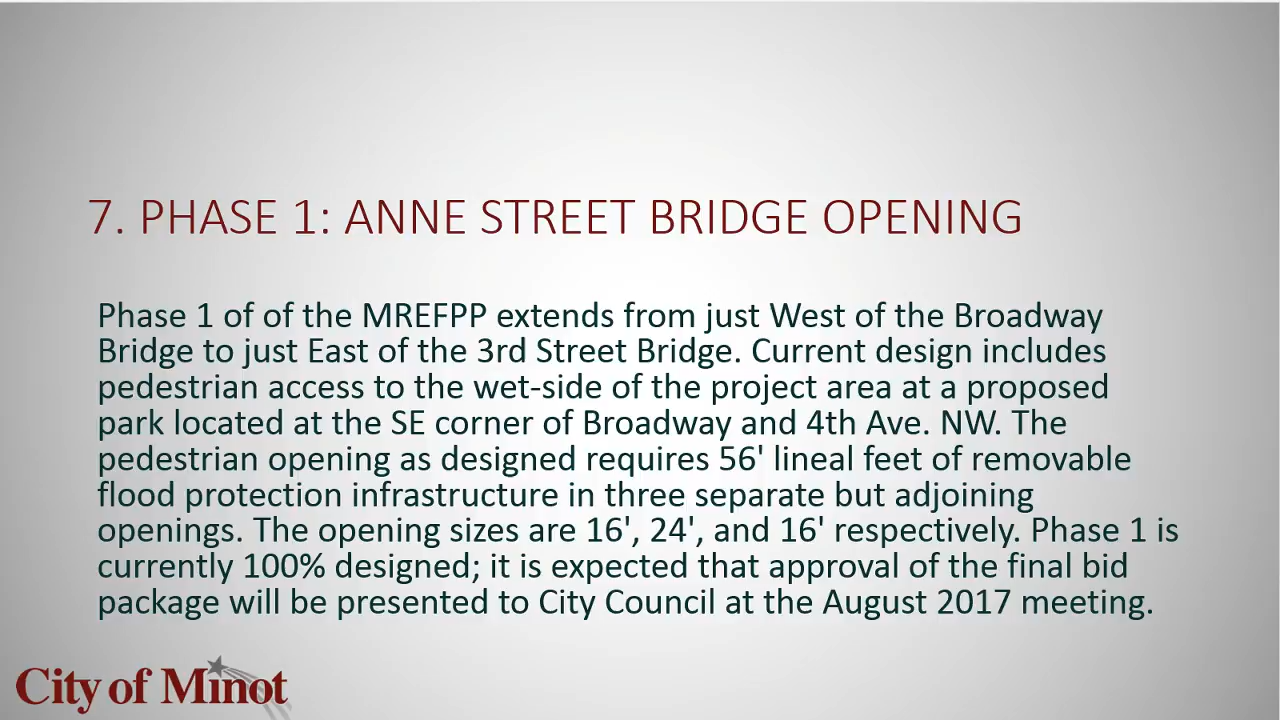 7. PHASE 1: ANNE STREET BRIDGE OPENING
Phase 1 of of the MREFPP extends from just West of the Broadway
Bridge to just East of the 3rd Street Bridge. Current design includes
pedestrian access to the wet-side of the project area at a proposed
park located at the SE corner of Broadway and 4th Ave. NW. The
pedestrian opening as designed requires 56' lineal feet of removable
flood protection infrastructure in three separate but adjoining
openings. The opening sizes are 16', 24', and 16' respectively. Phase 1 is
currently 100% designed; it is expected that approval of the final bid
package will be presented to City Council at the August 2017 meeting.
City of Minot